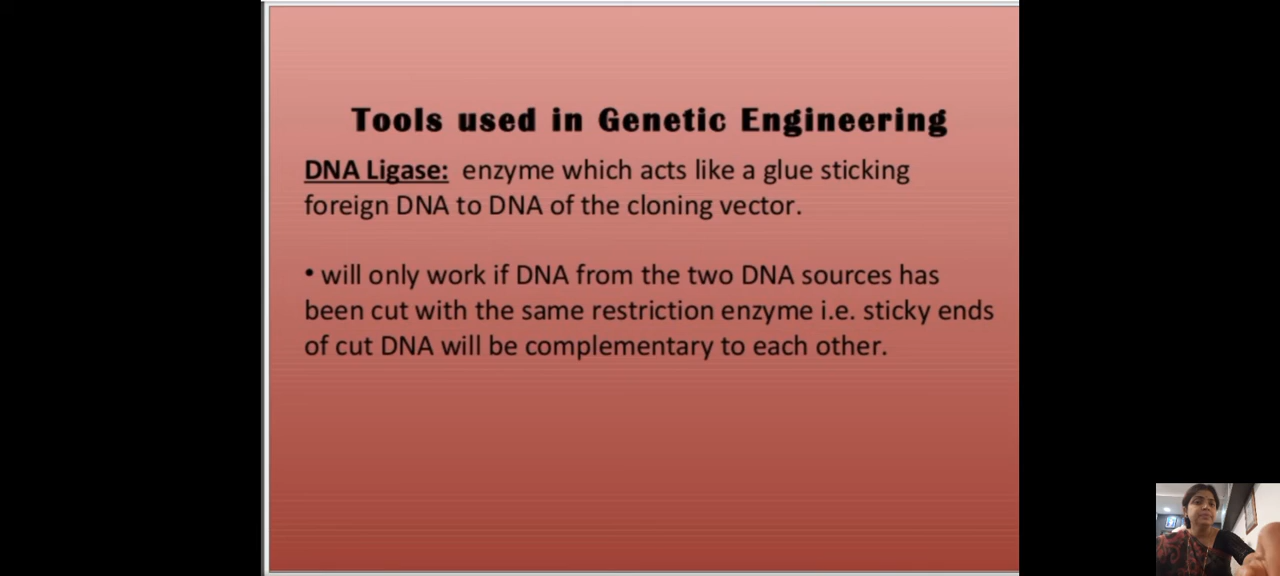 Tools used in Genetic Engineering
DNA Ligase: enzyme which acts like a glue sticking
foreign DNA to DNA of the cloning vector.
• will only work if DNA from the two DNA sources has
been cut with the same restriction enzyme i.e. sticky ends
of cut DNA will be complementary to each other.